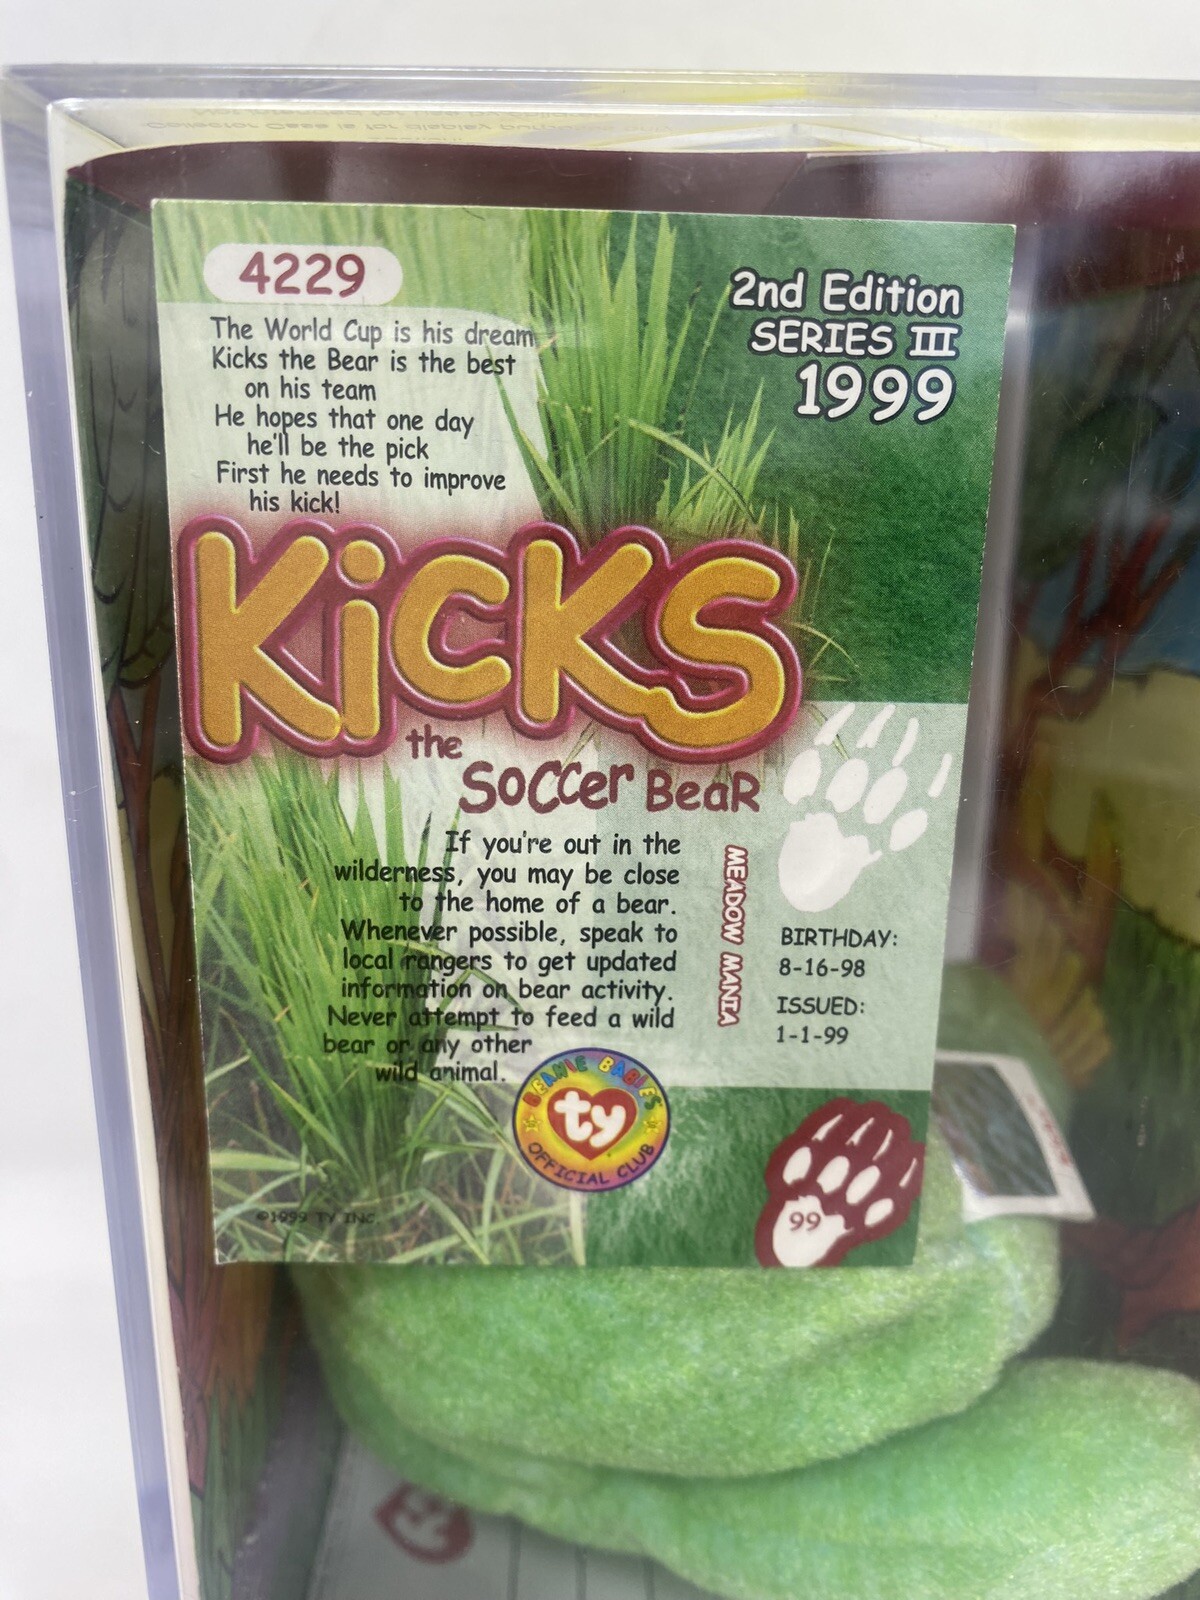 4229
2nd Edition
SERIES III
1999
The World Cup is his dream
Kicks the Bear is the best
on his team
He hopes that one day
he'll be the pick
First he needs to improve
his kick!
KicKS
the
SoCCer BeaR
If you're out in the
wilderness, you may be close
to the home of a bear.
Whenever possible, speak to
local rangers to get updated
information on bear activity.
Never attempt to feed a wild
bear or any other
wild animal.
MEADOW MANIA
BIRTHDAY:
8-16-98
ISSUED:
1-1-99
BEANIE BABIES
ty
OFFICIAL CLUB
99
©1999 TY INC.